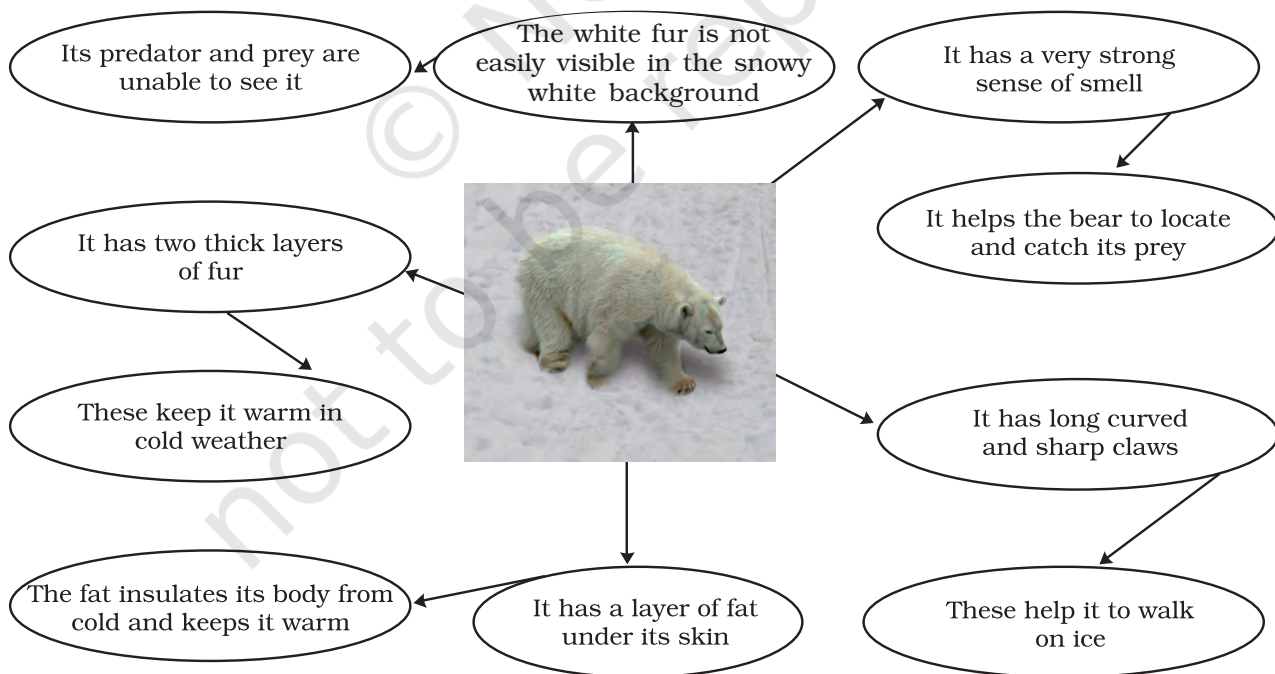 Its predator and prey are
unable to see it
The white fur is not
easily visible in the snowy
white background
It has a very strong
sense of smell
It helps the bear to locate
and catch its prey
It has two thick layers
of fur
These keep it warm in
cold weather
It has long curved
and sharp claws
The fat insulates its body from
cold and keeps it warm
It has a layer of fat
under its skin
These help it to walk
on ice
© N
not to be rep